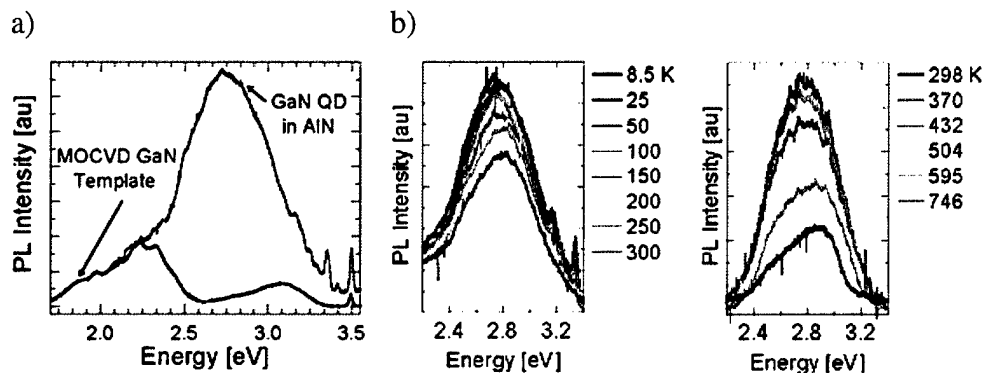 a)
PL Intensity [au]
MOCVD GaN
Template
GaN QD
in AlN
2.0 2.5 3.0 3.5
Energy [eV]
b)
PL Intensity [au]
2.4 2.8 3.2
Energy [eV]
8.5 K
25
50
100
150
200
250
300
PL Intensity [au]
2.4 2.8 3.2
Energy [eV]
298 K
370
432
504
595
746